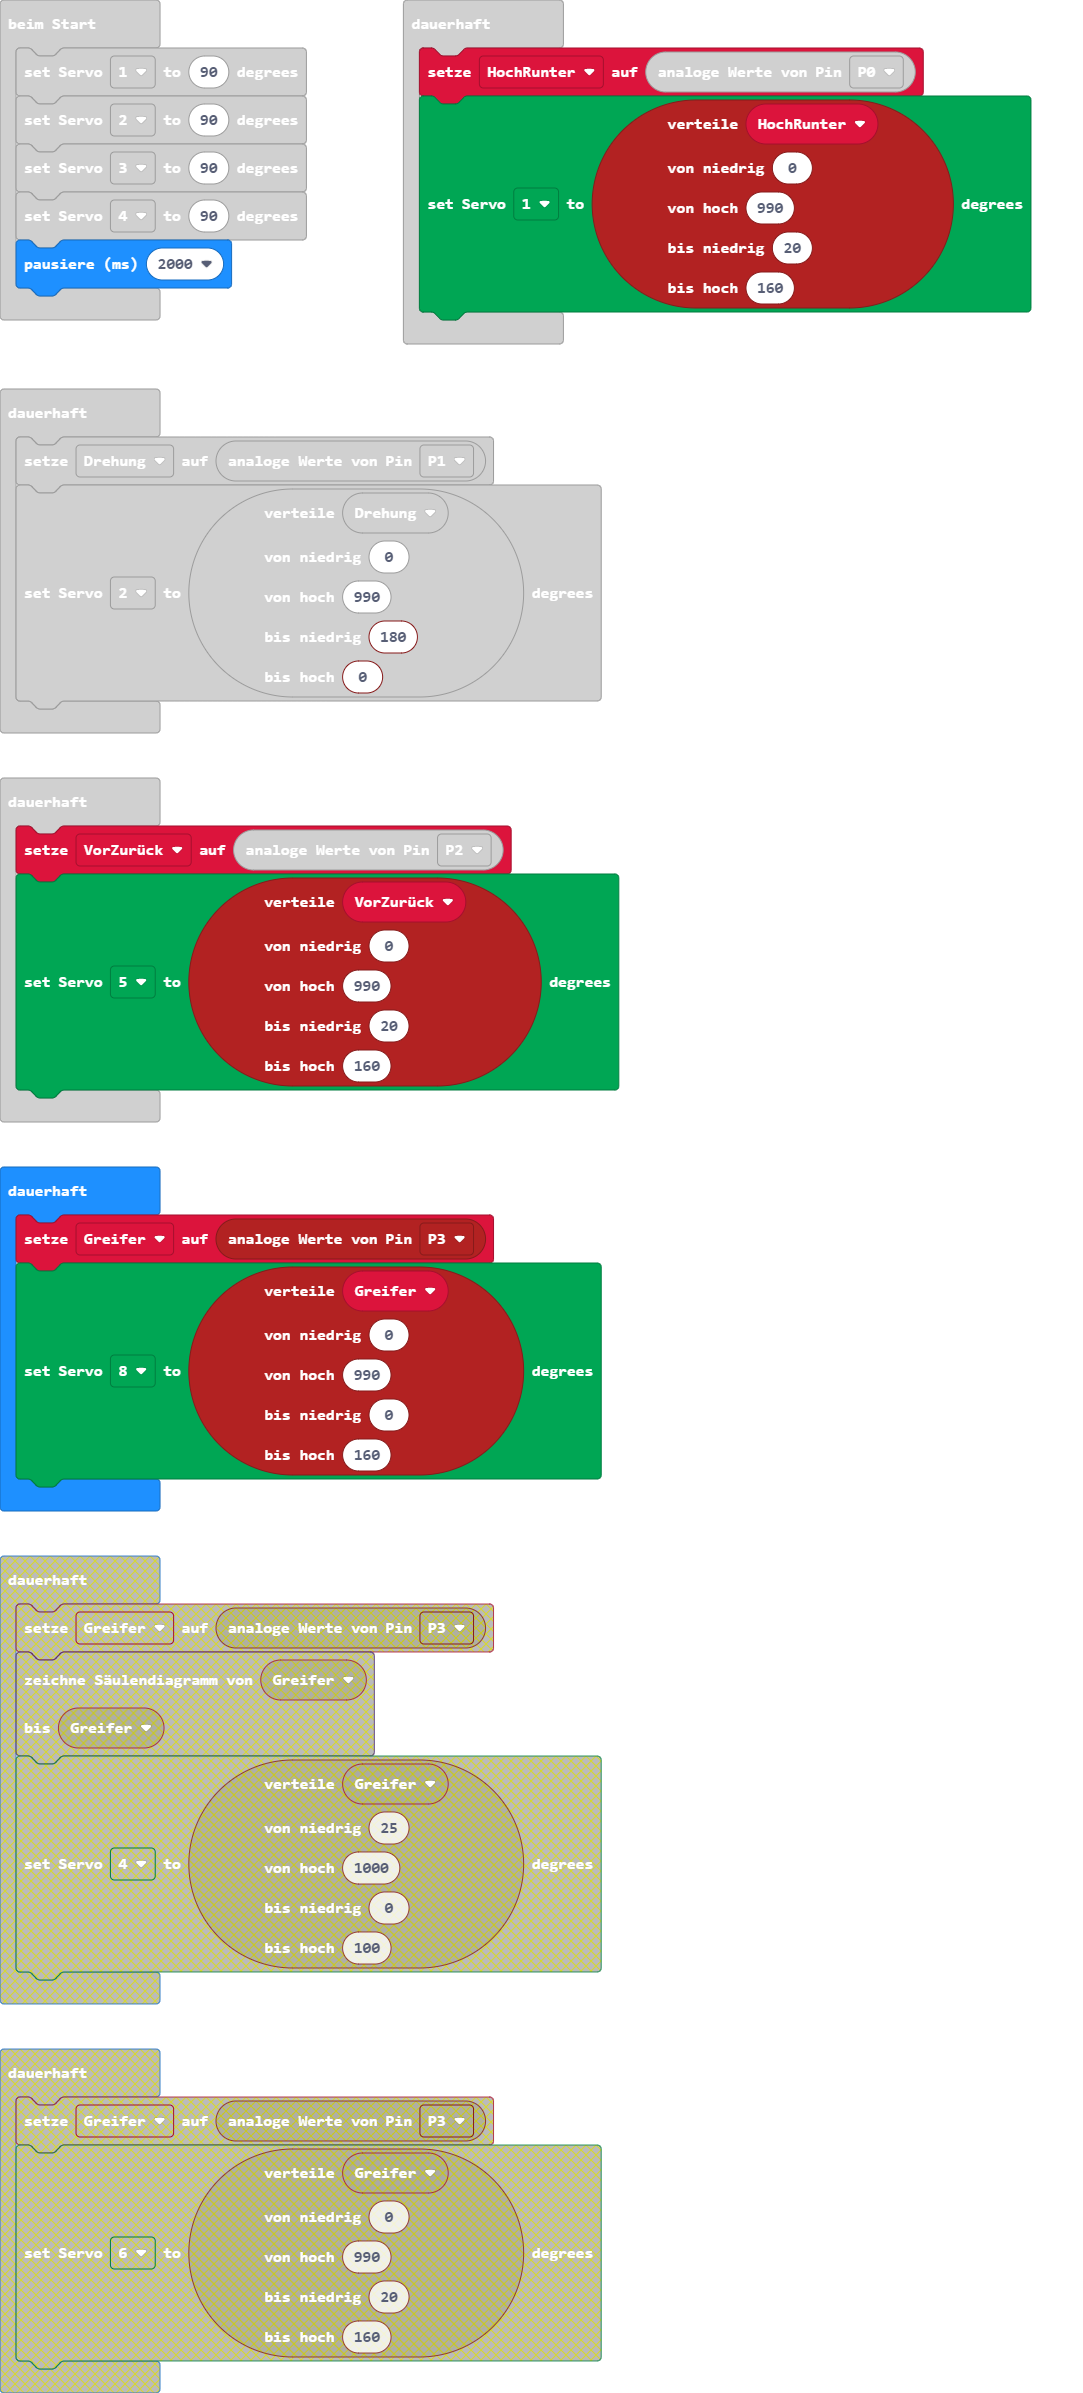 beim Start
set Servo 1 to 90 degrees
set Servo 2 to 90 degrees
set Servo 3 to 90 degrees
set Servo 4 to 90 degrees
pausiere (ms) 2000
dauerhaft
setze HochRunter auf analoge Werte von Pin P0
verteile HochRunter
von niedrig 0
von hoch 990
set Servo 1 to degrees
bis niedrig 20
bis hoch 160
dauerhaft
setze Drehung auf analoge Werte von Pin P1
verteile Drehung
von niedrig 0
set Servo 2 to degrees
von hoch 990
bis niedrig 180
bis hoch 0
dauerhaft
setze VorZurück auf analoge Werte von Pin P2
verteile VorZurück
von niedrig 0
set Servo 5 to degrees
von hoch 990
bis niedrig 20
bis hoch 160
dauerhaft
setze Greifer auf analoge Werte von Pin P3
verteile Greifer
von niedrig 0
set Servo 8 to degrees
von hoch 990
bis niedrig 0
bis hoch 160
dauerhaft
setze Greifer auf analoge Werte von Pin P3
zeichne Säulendiagramm von Greifer
bis Greifer
verteile Greifer
von niedrig 25
set Servo 4 to degrees
von hoch 1000
bis niedrig 0
bis hoch 100
dauerhaft
setze Greifer auf analoge Werte von Pin P3
verteile Greifer
von niedrig 0
set Servo 6 to degrees
von hoch 990
bis niedrig 20
bis hoch 160